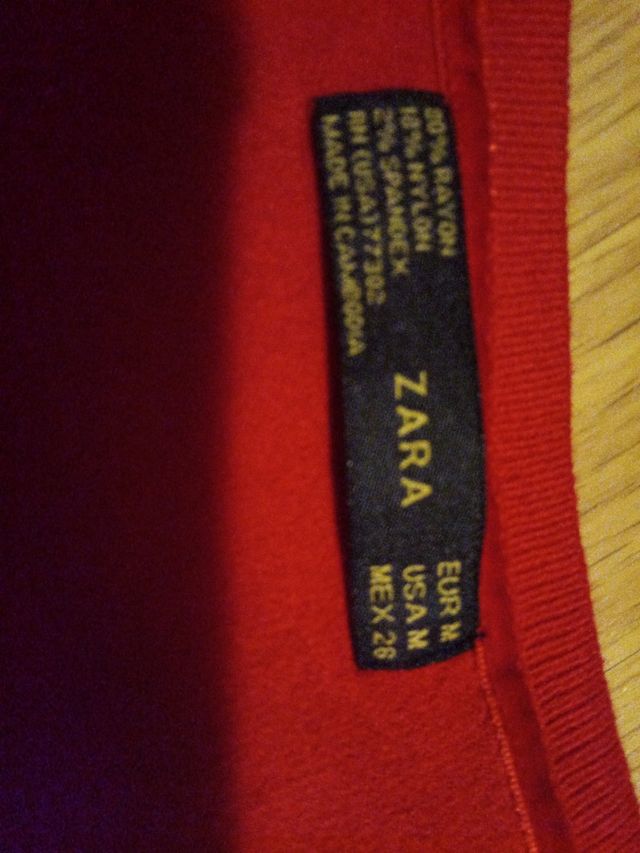 80% RAYON
18% NYLON
2% SPANDEX
RN (USA) 77302
MADE IN CAMBODIA
ZARA
EUR M
USA M
MEX 28